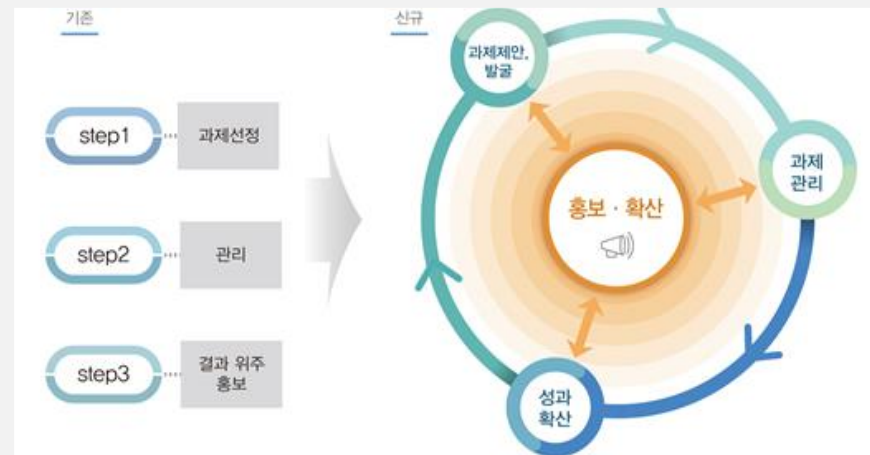 기존
step1
과제선정
step2
관리
step3
결과 위주
홍보
신규
과제제안,
발굴
과제
관리
홍보 · 확산
성과
확산